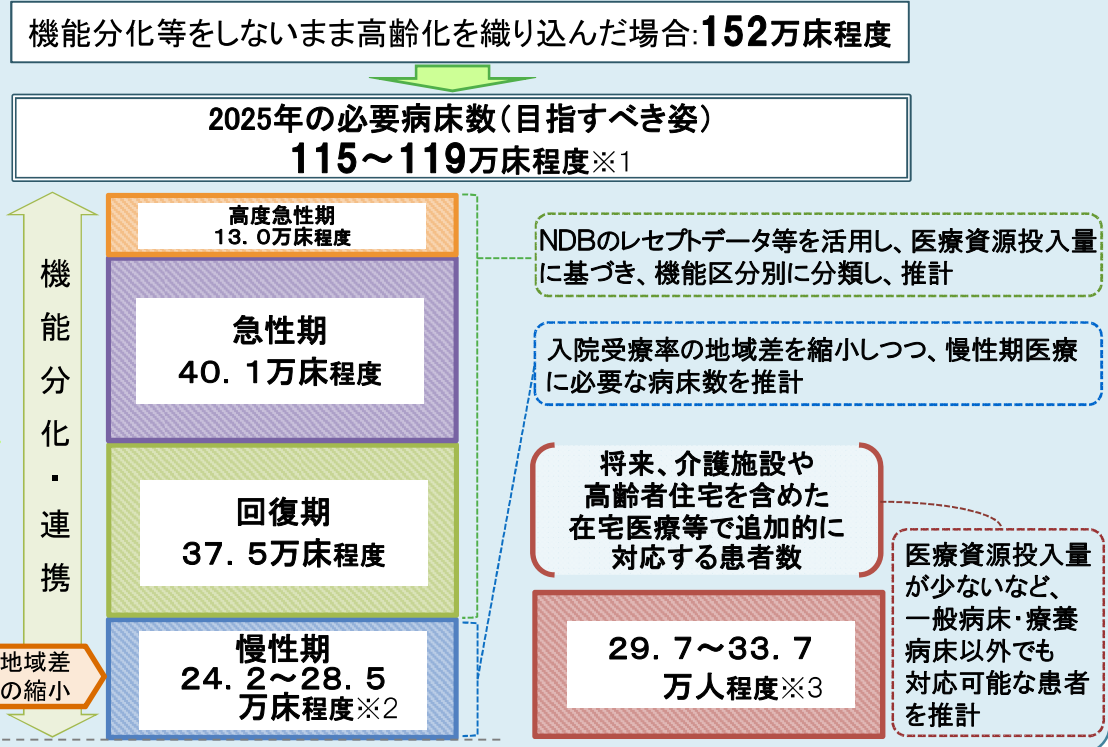 機能分化等をしないまま高齢化を織り込んだ場合:152万床程度
2025年の必要病床数(目指すべき姿)
115～119万床程度※1
機能分化・連携
地域差
の縮小
高度急性期
13.0万床程度
急性期
40.1万床程度
回復期
37.5万床程度
慢性期
24.2～28.5
万床程度※2
NDBのレセプトデータ等を活用し、医療資源投入量
に基づき、機能区分別に分類し、推計
入院受療率の地域差を縮小しつつ、慢性期医療
に必要な病床数を推計
将来、介護施設や
高齢者住宅を含めた
在宅医療等で追加的に
対応する患者数
29.7～33.7
万人程度※3
医療資源投入量
が少ないなど、
一般病床・療養
病床以外でも
対応可能な患者
を推計